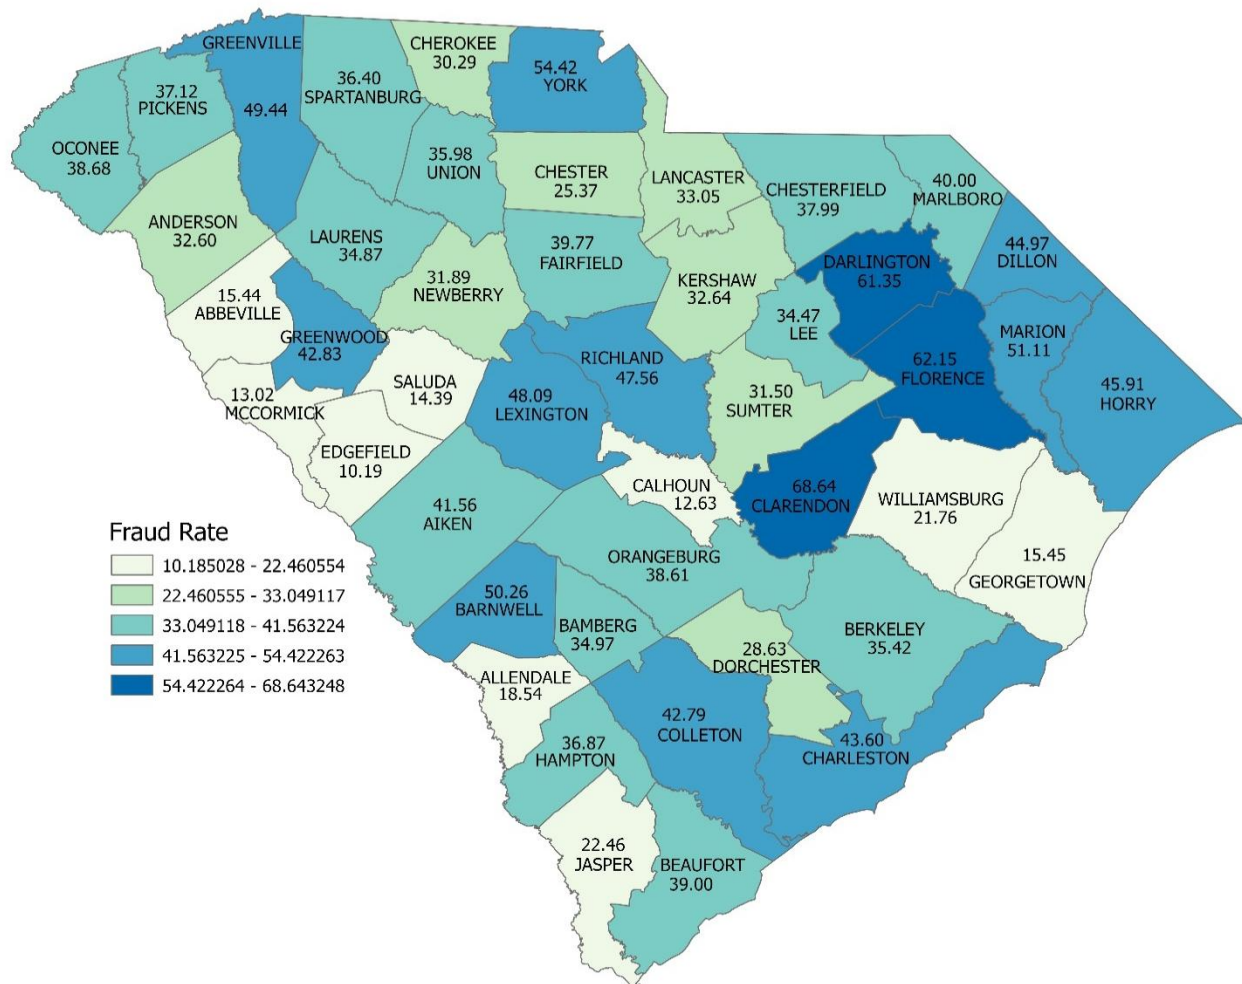 GREENVILLE
49.44
CHEROKEE
30.29
54.42
YORK
36.40
SPARTANBURG
37.12
PICKENS
OCONEE
38.68
35.98
UNION
CHESTER
25.37
LANCASTER
33.05
CHESTERFIELD
37.99
40.00
MARLBORO
ANDERSON
32.60
LAURENS
34.87
39.77
FAIRFIELD
44.97
DILLON
DARLINGTON
61.35
31.89
NEWBERRY
KERSHAW
32.64
15.44
ABBEVILLE
GREENWOOD
42.83
34.47
LEE
MARION
51.11
RICHLAND
47.56
62.15
FLORENCE
45.91
HORRY
SALUDA
14.39
13.02
MCCORMICK
48.09
LEXINGTON
31.50
SUMTER
EDGEFIELD
10.19
CALHOUN
12.63
68.64
CLARENDON
WILLIAMSBURG
21.76
41.56
AIKEN
ORANGEBURG
38.61
15.45
GEORGETOWN
50.26
BARNWELL
BAMBERG
34.97
BERKELEY
35.42
28.63
DORCHESTER
ALLENDALE
18.54
42.79
COLLETON
43.60
CHARLESTON
36.87
HAMPTON
22.46
JASPER
BEAUFORT
39.00
Fraud Rate
10.185028 - 22.460554
22.460555 - 33.049117
33.049118 - 41.563224
41.563225 - 54.422263
54.422264 - 68.643248